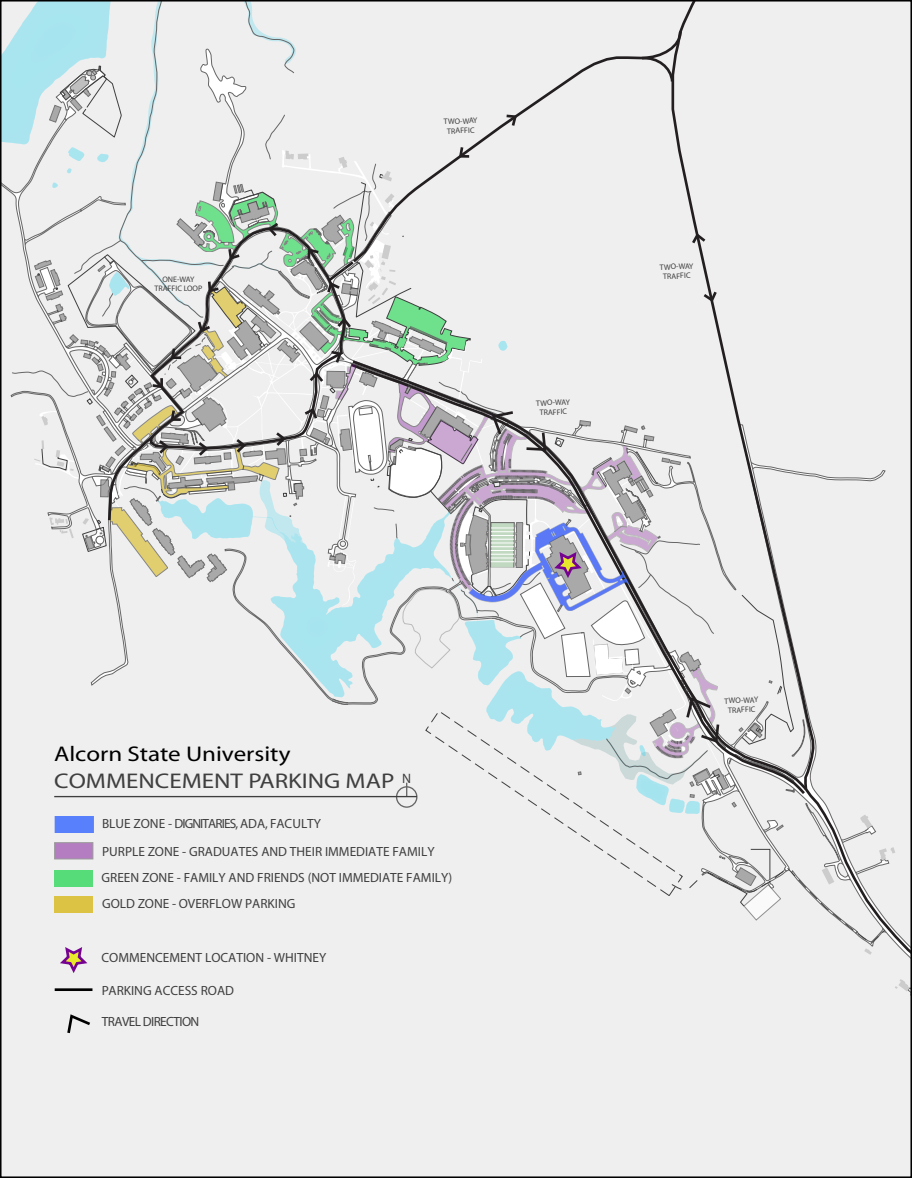 TWO-WAY
TRAFFIC
TWO-WAY
TRAFFIC
ONE-WAY
TRAFFIC LOOP
TWO-WAY
TRAFFIC
TWO-WAY
TRAFFIC
Alcorn State University
COMMENCEMENT PARKING MAP
N
BLUE ZONE - DIGNITARIES, ADA, FACULTY
PURPLE ZONE - GRADUATES AND THEIR IMMEDIATE FAMILY
GREEN ZONE - FAMILY AND FRIENDS (NOT IMMEDIATE FAMILY)
GOLD ZONE - OVERFLOW PARKING
COMMENCEMENT LOCATION - WHITNEY
PARKING ACCESS ROAD
TRAVEL DIRECTION